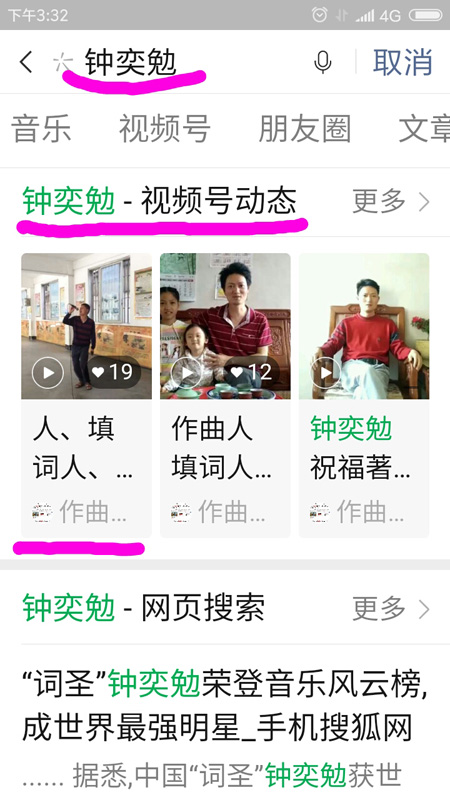 下午3:32 4G
钟奕勉 取消
音乐 视频号 朋友圈 文章
钟奕勉 - 视频号动态 更多
19 12
人、填 作曲人 钟奕勉
词人、... 填词人... 祝福著...
作曲... 作曲... 作曲...
钟奕勉 - 网页搜索 更多
“词圣”钟奕勉荣登音乐风云榜,
成世界最强明星_手机搜狐网
...... 据悉,中国“词圣”钟奕勉获世